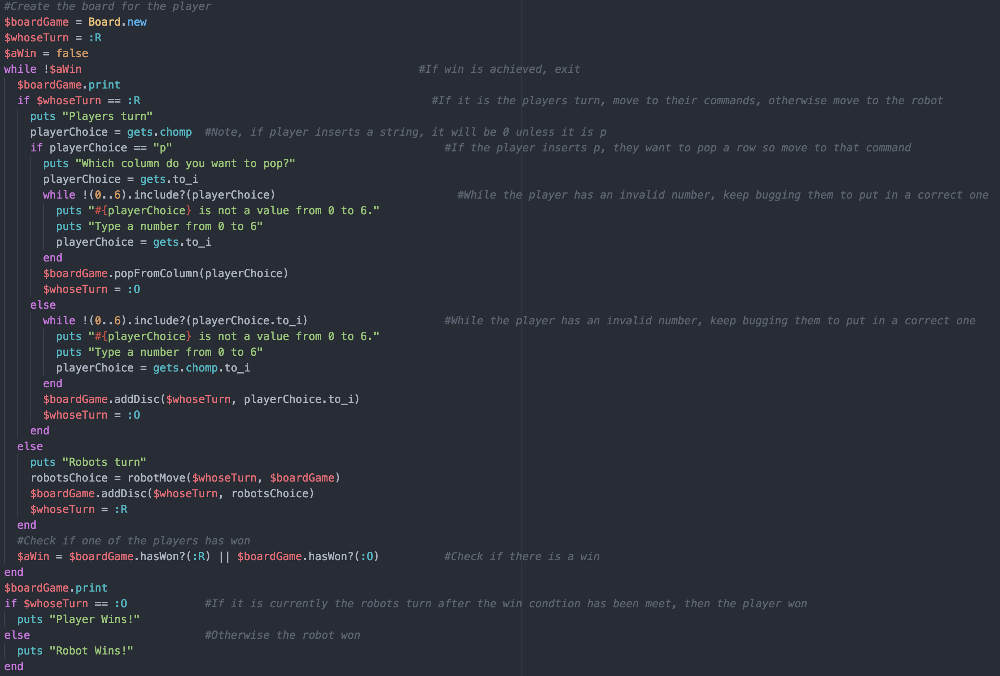 #Create the board for the player
$boardGame = Board.new
$whoseTurn = :R
$aWin = false
while !$aWin #If win is achieved, exit
$boardGame.print
if $whoseTurn == :R #If it is the players turn, move to their commands, otherwise move to the robot
puts "Players turn"
playerChoice = gets.chomp #Note, if player inserts a string, it will be 0 unless it is p
if playerChoice == "p" #If the player inserts p, they want to pop a row so move to that command
puts "Which column do you want to pop?"
playerChoice = gets.to_i
while !(0..6).include?(playerChoice) #While the player has an invalid number, keep bugging them to put in a correct one
puts "#{playerChoice} is not a value from 0 to 6."
puts "Type a number from 0 to 6"
playerChoice = gets.to_i
end
$boardGame.popFromColumn(playerChoice)
$whoseTurn = :O
else
while !(0..6).include?(playerChoice.to_i) #While the player has an invalid number, keep bugging them to put in a correct one
puts "#{playerChoice} is not a value from 0 to 6."
puts "Type a number from 0 to 6"
playerChoice = gets.chomp.to_i
end
$boardGame.addDisc($whoseTurn, playerChoice.to_i)
$whoseTurn = :O
end
else
puts "Robots turn"
robotsChoice = robotMove($whoseTurn, $boardGame)
$boardGame.addDisc($whoseTurn, robotsChoice)
$whoseTurn = :R
end
#Check if one of the players has won
$aWin = $boardGame.hasWon?(:R) || $boardGame.hasWon?(:O) #Check if there is a win
end
$boardGame.print
if $whoseTurn == :O #If it is currently the robots turn after the win condtion has been meet, then the player won
puts "Player Wins!"
else #Otherwise the robot won
puts "Robot Wins!"
end